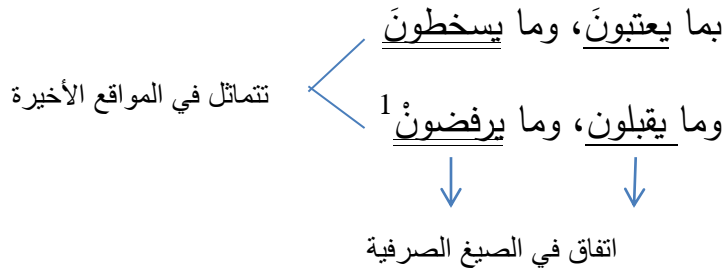 بما يعتبونَ، وما يسخطونَ
تتماثل في المواقع الأخيرة
وما يقبلون، وما يرفضونْ1
اتفاق في الصيغ الصرفية